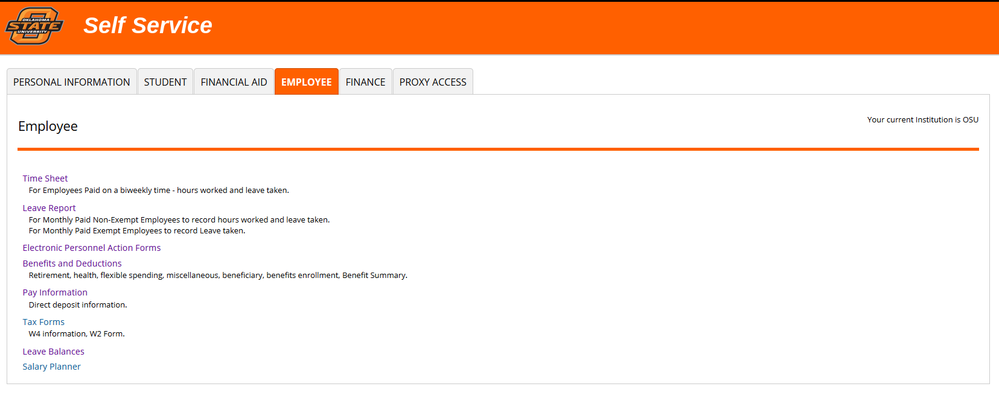 OKLAHOMA
STATE
UNIVERSITY
Self Service
PERSONAL INFORMATION STUDENT FINANCIAL AID EMPLOYEE FINANCE PROXY ACCESS
Your current Institution is OSU
Employee
Time Sheet
For Employees Paid on a biweekly time - hours worked and leave taken.
Leave Report
For Monthly Paid Non-Exempt Employees to record hours worked and leave taken.
For Monthly Paid Exempt Employees to record Leave taken.
Electronic Personnel Action Forms
Benefits and Deductions
Retirement, health, flexible spending, miscellaneous, beneficiary, benefits enrollment, Benefit Summary.
Pay Information
Direct deposit information.
Tax Forms
W4 information, W2 Form.
Leave Balances
Salary Planner